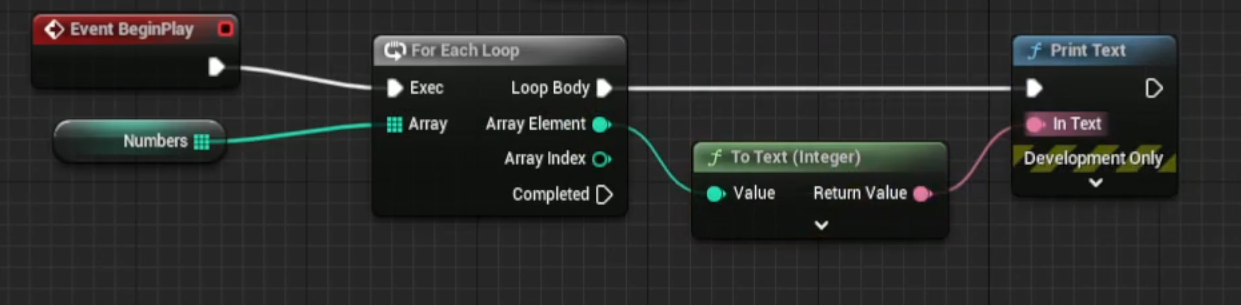 Event BeginPlay
Numbers
For Each Loop
Exec
Loop Body
Array
Array Element
Array Index
Completed
To Text (Integer)
Value
Return Value
Print Text
In Text
Development Only